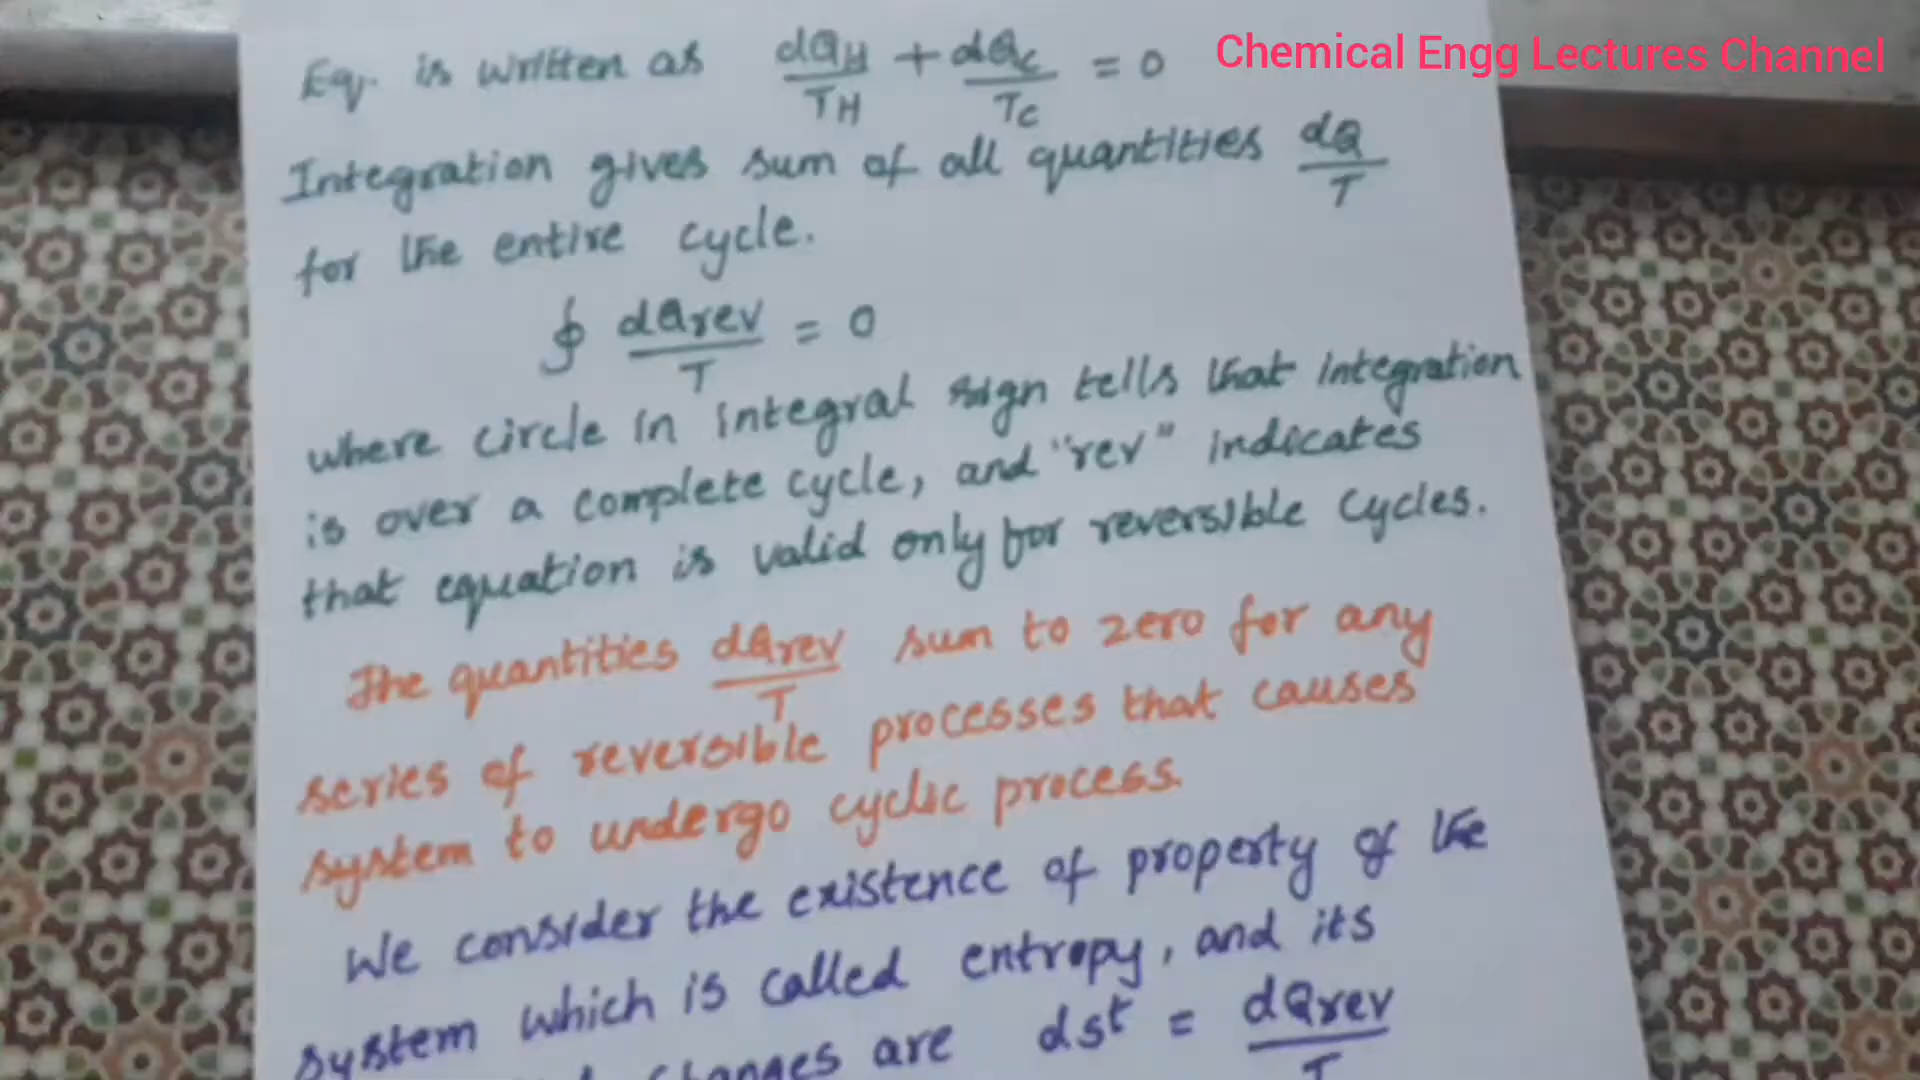 Chemical Engg Lectures Channel
Eq. is written as dQH/TH + dQc/Tc = 0
Integration gives sum of all quantities dQ/T
for the entire cycle.
∮ dQrev/T = 0
where circle in integral sign tells that integration
is over a complete cycle, and "rev" indicates
that equation is valid only for reversible cycles.
The quantities dQrev/T sum to zero for any
series of reversible processes that causes
system to undergo cyclic process.
We consider the existence of property of the
system which is called entropy, and its
changes are dSt = dQrev/T